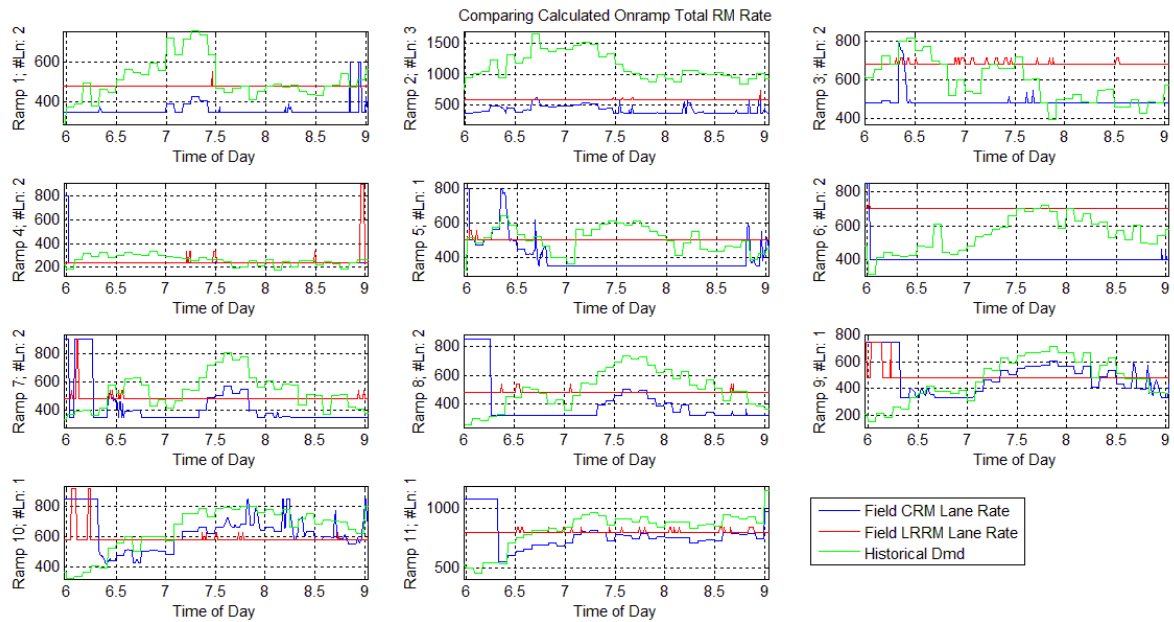 Comparing Calculated Onramp Total RM Rate
Ramp 1; #Ln: 2
600
400
6 6.5 7 7.5 8 8.5 9
Time of Day
Ramp 2, #Ln: 3
1500
1000
500
6 6.5 7 7.5 8 8.5 9
Time of Day
Ramp 3; #Ln: 2
800
600
400
6 6.5 7 7.5 8 8.5 9
Time of Day
Ramp 4; #Ln: 2
800
600
400
200
6 6.5 7 7.5 8 8.5 9
Time of Day
Ramp 5; #Ln: 1
800
600
400
6 6.5 7 7.5 8 8.5 9
Time of Day
Ramp 6; #Ln: 2
800
600
400
6 6.5 7 7.5 8 8.5 9
Time of Day
Ramp 7; #Ln: 2
800
600
400
6 6.5 7 7.5 8 8.5 9
Time of Day
Ramp 8; #Ln: 2
800
600
400
6 6.5 7 7.5 8 8.5 9
Time of Day
Ramp 9; #Ln: 1
800
600
400
200
6 6.5 7 7.5 8 8.5 9
Time of Day
Ramp 10; #Ln: 1
800
600
400
6 6.5 7 7.5 8 8.5 9
Time of Day
Ramp 11; #Ln: 1
1000
500
6 6.5 7 7.5 8 8.5 9
Time of Day
Field CRM Lane Rate
Field LRRM Lane Rate
Historical Dmd